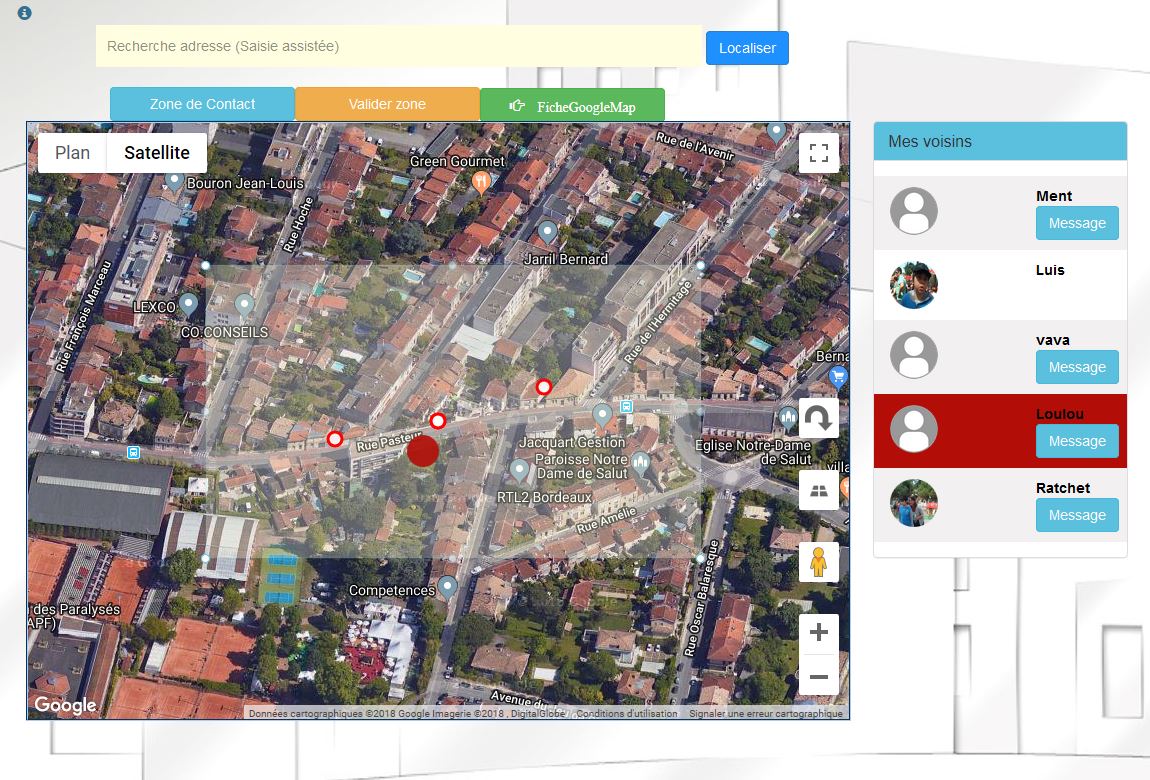 Recherche adresse (Saisie assistée)
Localiser
Zone de Contact
Valider zone
FicheGoogleMap
Plan
Satellite
Rue de l'Avenir
Green Gourmet
Bouron Jean-Louis
Rue Hoche
Jarril Bernard
Rue François Marceau
LEXCO
CO.CONSEILS
Rue de l'Hermitage
Berna
Rue Pasteur
Jacquart Gestion
Église Notre-Dame
de Salut
Paroisse Notre
Dame de Salut
villa
RTL2 Bordeaux
Rue Amélie
Rue Oscar Balaresque
Competences
des Paralysés
APF)
Avenue du
Google
Données cartographiques ©2018 Google Imagerie ©2018 , DigitalGlobe
Conditions d'utilisation
Signaler une erreur cartographique
Mes voisins
Ment
Message
Luis
vava
Message
Loulou
Message
Ratchet
Message